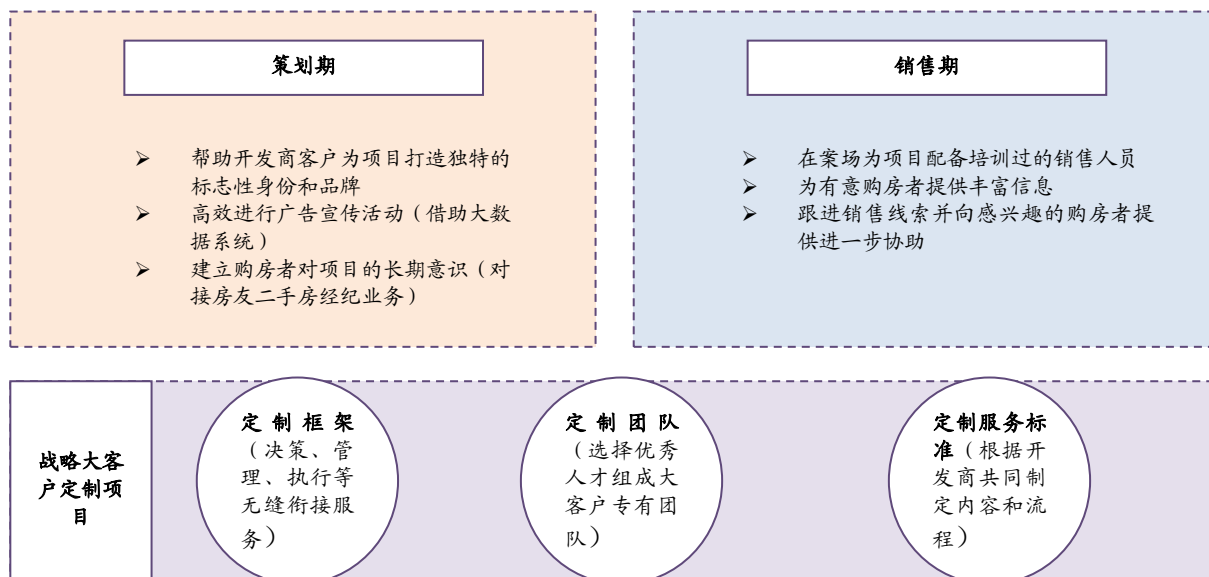 策划期
➢ 帮助开发商客户为项目打造独特的
标志性身份和品牌
➢ 高效进行广告宣传活动（借助大数
据系统）
➢ 建立购房者对项目的长期意识（对
接房友二手房经纪业务）
销售期
➢ 在案场为项目配备培训过的销售人员
➢ 为有意购房者提供丰富信息
➢ 跟进销售线索并向感兴趣的购房者提
供进一步协助
战略大客
户定制项
目
定制框架
（决策、管
理、执行等
无缝衔接服
务）
定制团队
（选择优秀
人才组成大
客户专有团
队）
定制服务标
准（根据开
发商共同制
定内容和流
程）